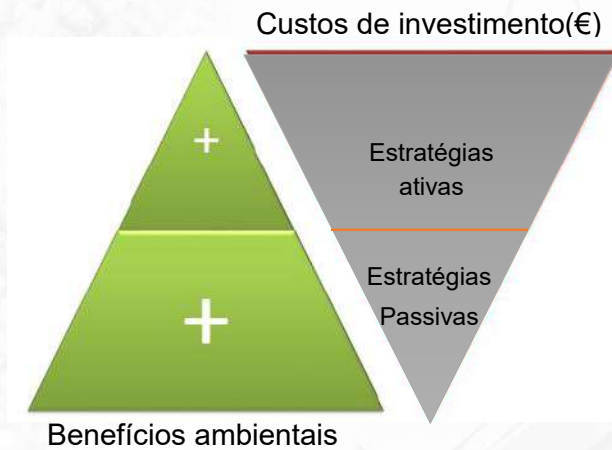 Custos de investimento(€)
+
Estratégias
ativas
+
Estratégias
Passivas
Benefícios ambientais